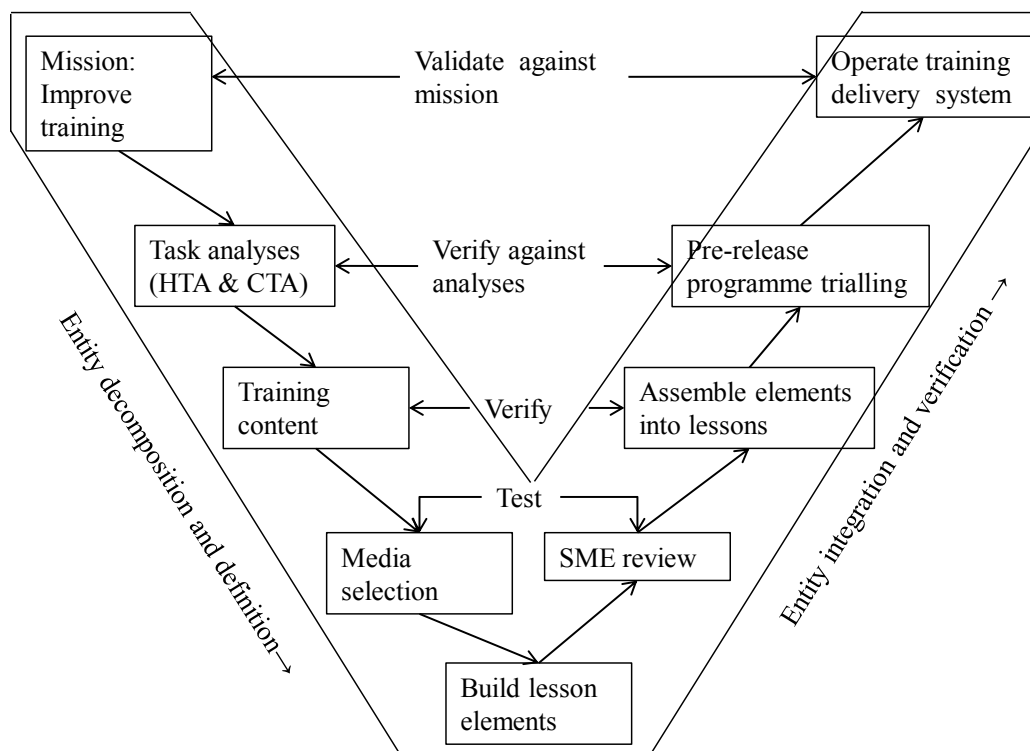 Mission:
Improve
training
Validate against
mission
Operate training
delivery system
Task analyses
(HTA & CTA)
Verify against
analyses
Pre-release
programme trialling
Training
content
Verify
Assemble elements
into lessons
Test
Media
selection
SME review
Build lesson
elements
Entity decomposition and definition→
Entity integration and verification →